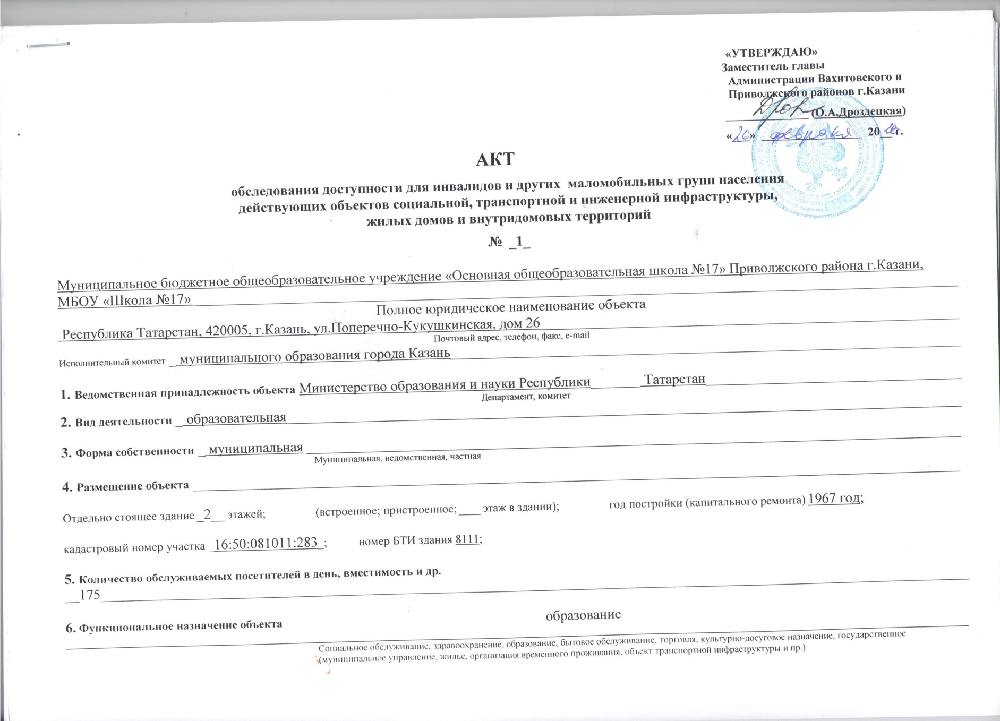 «УТВЕРЖДАЮ»
Заместитель главы
Администрации Вахитовского и
Приволжского районов г.Казани
(О.А.Дроздецкая)
«26» февраля 2020г.
АКТ
обследования доступности для инвалидов и других маломобильных групп населения
действующих объектов социальной, транспортной и инженерной инфраструктуры,
жилых домов и внутридомовых территорий
№ _1_
Муниципальное бюджетное общеобразовательное учреждение «Основная общеобразовательная школа №17» Приволжского района г.Казани,
МБОУ «Школа №17»
Полное юридическое наименование объекта
Республика Татарстан, 420005, г.Казань, ул.Поперечно-Кукушкинская, дом 26
Почтовый адрес, телефон, факс, e-mail
Исполнительный комитет _ муниципального образования города Казань
1. Ведомственная принадлежность объекта Министерство образования и науки Республики Татарстан
Департамент, комитет
2. Вид деятельности _ образовательная
3. Форма собственности _ муниципальная
Муниципальная, ведомственная, частная
4. Размещение объекта
Отдельно стоящее здание _2__ этажей; (встроенное; пристроенное; ____ этаж в здании); год постройки (капитального ремонта) 1967 год;
кадастровый номер участка _16:50:081011:283_; номер БТИ здания 8111;
5. Количество обслуживаемых посетителей в день, вместимость и др.
__175
6. Функциональное назначение объекта образование
Социальное обслуживание, здравоохранение, образование, бытовое обслуживание, торговля, культурно-досуговое назначение, государственное
(муниципальное управление, жилье, организация временного проживания, объект транспортной инфраструктуры и пр.)